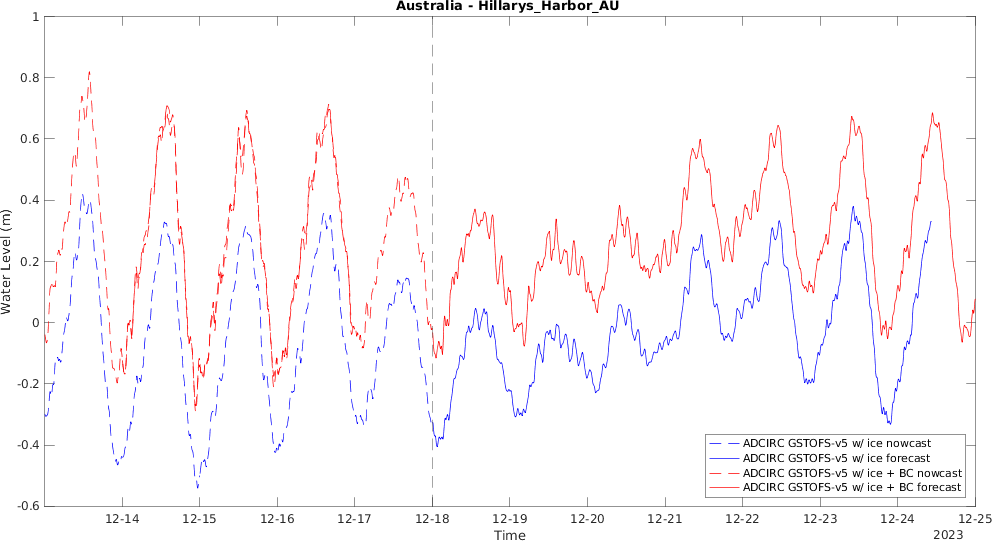 Australia - Hillarys_Harbor_AU
1
0.8
0.6
0.4
0.2
0
-0.2
-0.4
-0.6
Water Level (m)
12-14 12-15 12-16 12-17 12-18 12-19 12-20 12-21 12-22 12-23 12-24 12-25
Time
2023
ADCIRC GSTOFS-v5 w/ ice nowcast
ADCIRC GSTOFS-v5 w/ ice forecast
ADCIRC GSTOFS-v5 w/ ice + BC nowcast
ADCIRC GSTOFS-v5 w/ ice + BC forecast